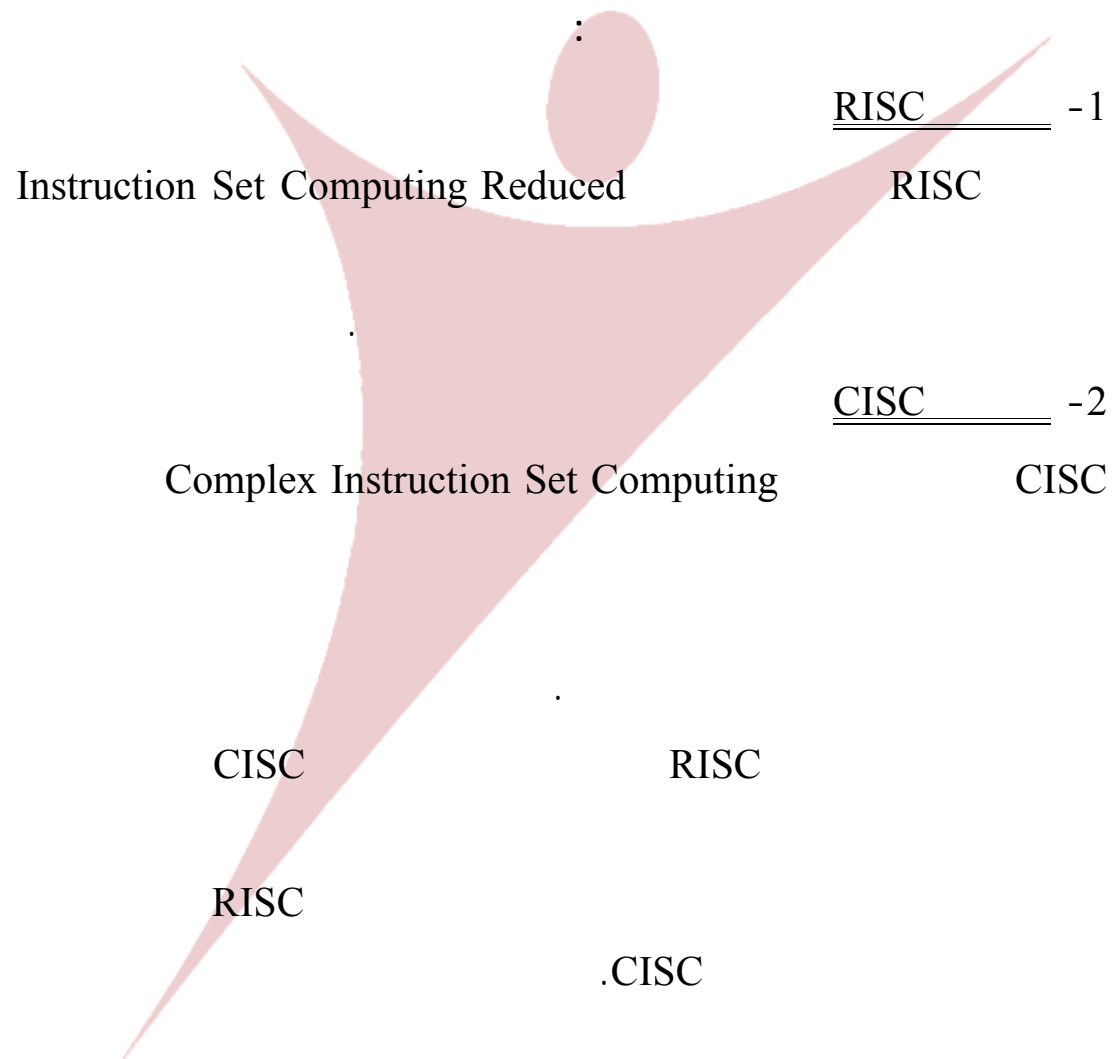 :
RISC -1
RISC Instruction Set Computing Reduced
.
CISC -2
CISC Complex Instruction Set Computing
.
RISC CISC
RISC
.CISC